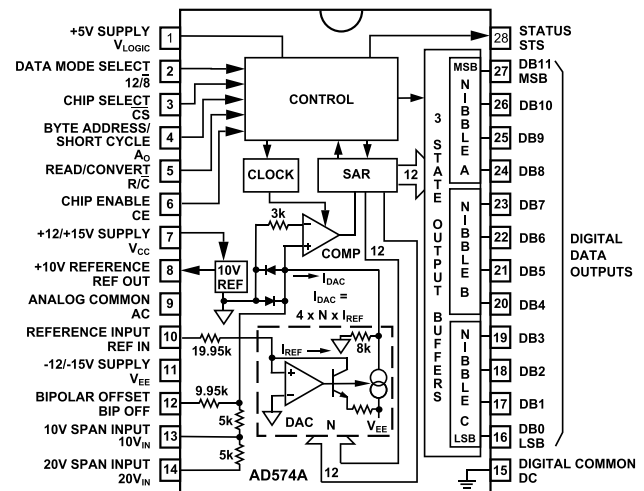 +5V SUPPLY
VLOGIC
1
DATA MODE SELECT
12/8̅
2
CHIP SELECT
C̅S̅
3
BYTE ADDRESS/
SHORT CYCLE
AO
4
READ/CONVERT
R/C̅
5
CHIP ENABLE
CE
6
+12/+15V SUPPLY
VCC
7
+10V REFERENCE
REF OUT
8
ANALOG COMMON
AC
9
REFERENCE INPUT
REF IN
10
-12/-15V SUPPLY
VEE
11
BIPOLAR OFFSET
BIP OFF
12
10V SPAN INPUT
10VIN
13
20V SPAN INPUT
20VIN
14
CONTROL
CLOCK
SAR
12
3k
COMP
12
10V
REF
IDAC
IDAC =
4 x N x IREF
19.95k
IREF
8k
9.95k
5k
5k
DAC
N
VEE
12
AD574A
3 STATE OUTPUT BUFFERS
MSB
NIBBLE A
NIBBLE B
NIBBLE C
LSB
28
STATUS
STS
27
DB11
MSB
26
DB10
25
DB9
24
DB8
23
DB7
22
DB6
21
DB5
20
DB4
19
DB3
18
DB2
17
DB1
16
DB0
LSB
15
DIGITAL COMMON
DC
DIGITAL
DATA
OUTPUTS